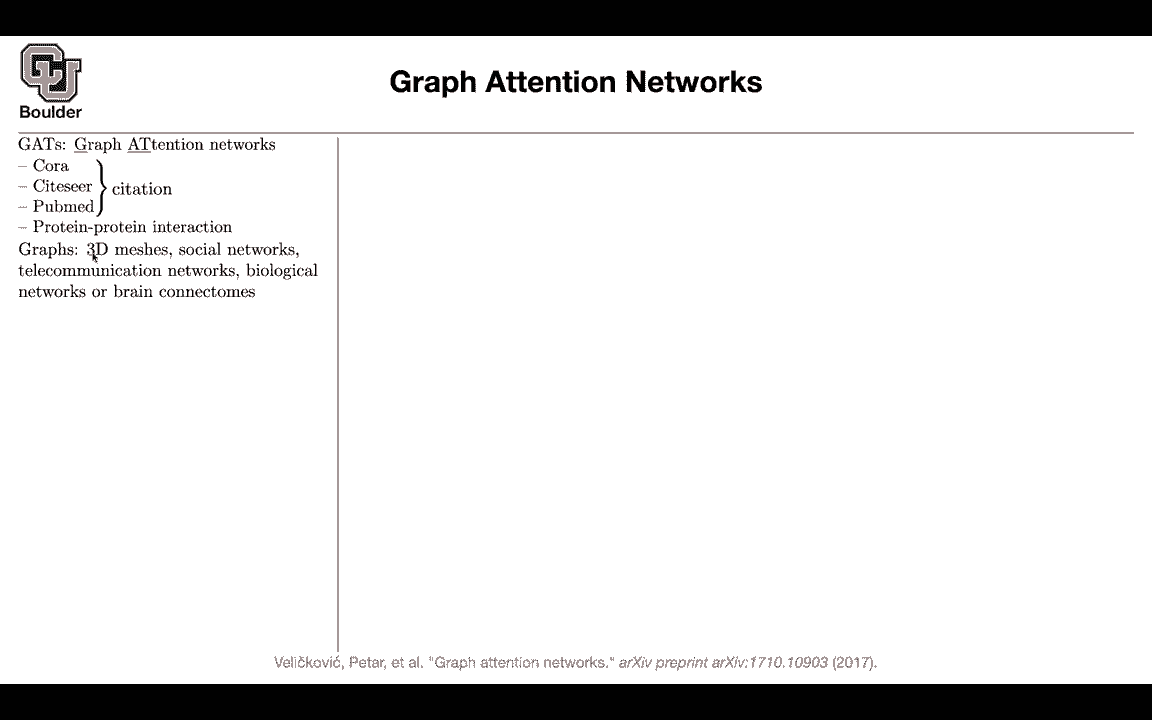 CU
Boulder
Graph Attention Networks
GATs: Graph ATtention networks
– Cora
– Citeseer
– Pubmed
citation
– Protein-protein interaction
Graphs: 3D meshes, social networks,
telecommunication networks, biological
networks or brain connectomes
Veličković, Petar, et al. "Graph attention networks." arXiv preprint arXiv:1710.10903 (2017).